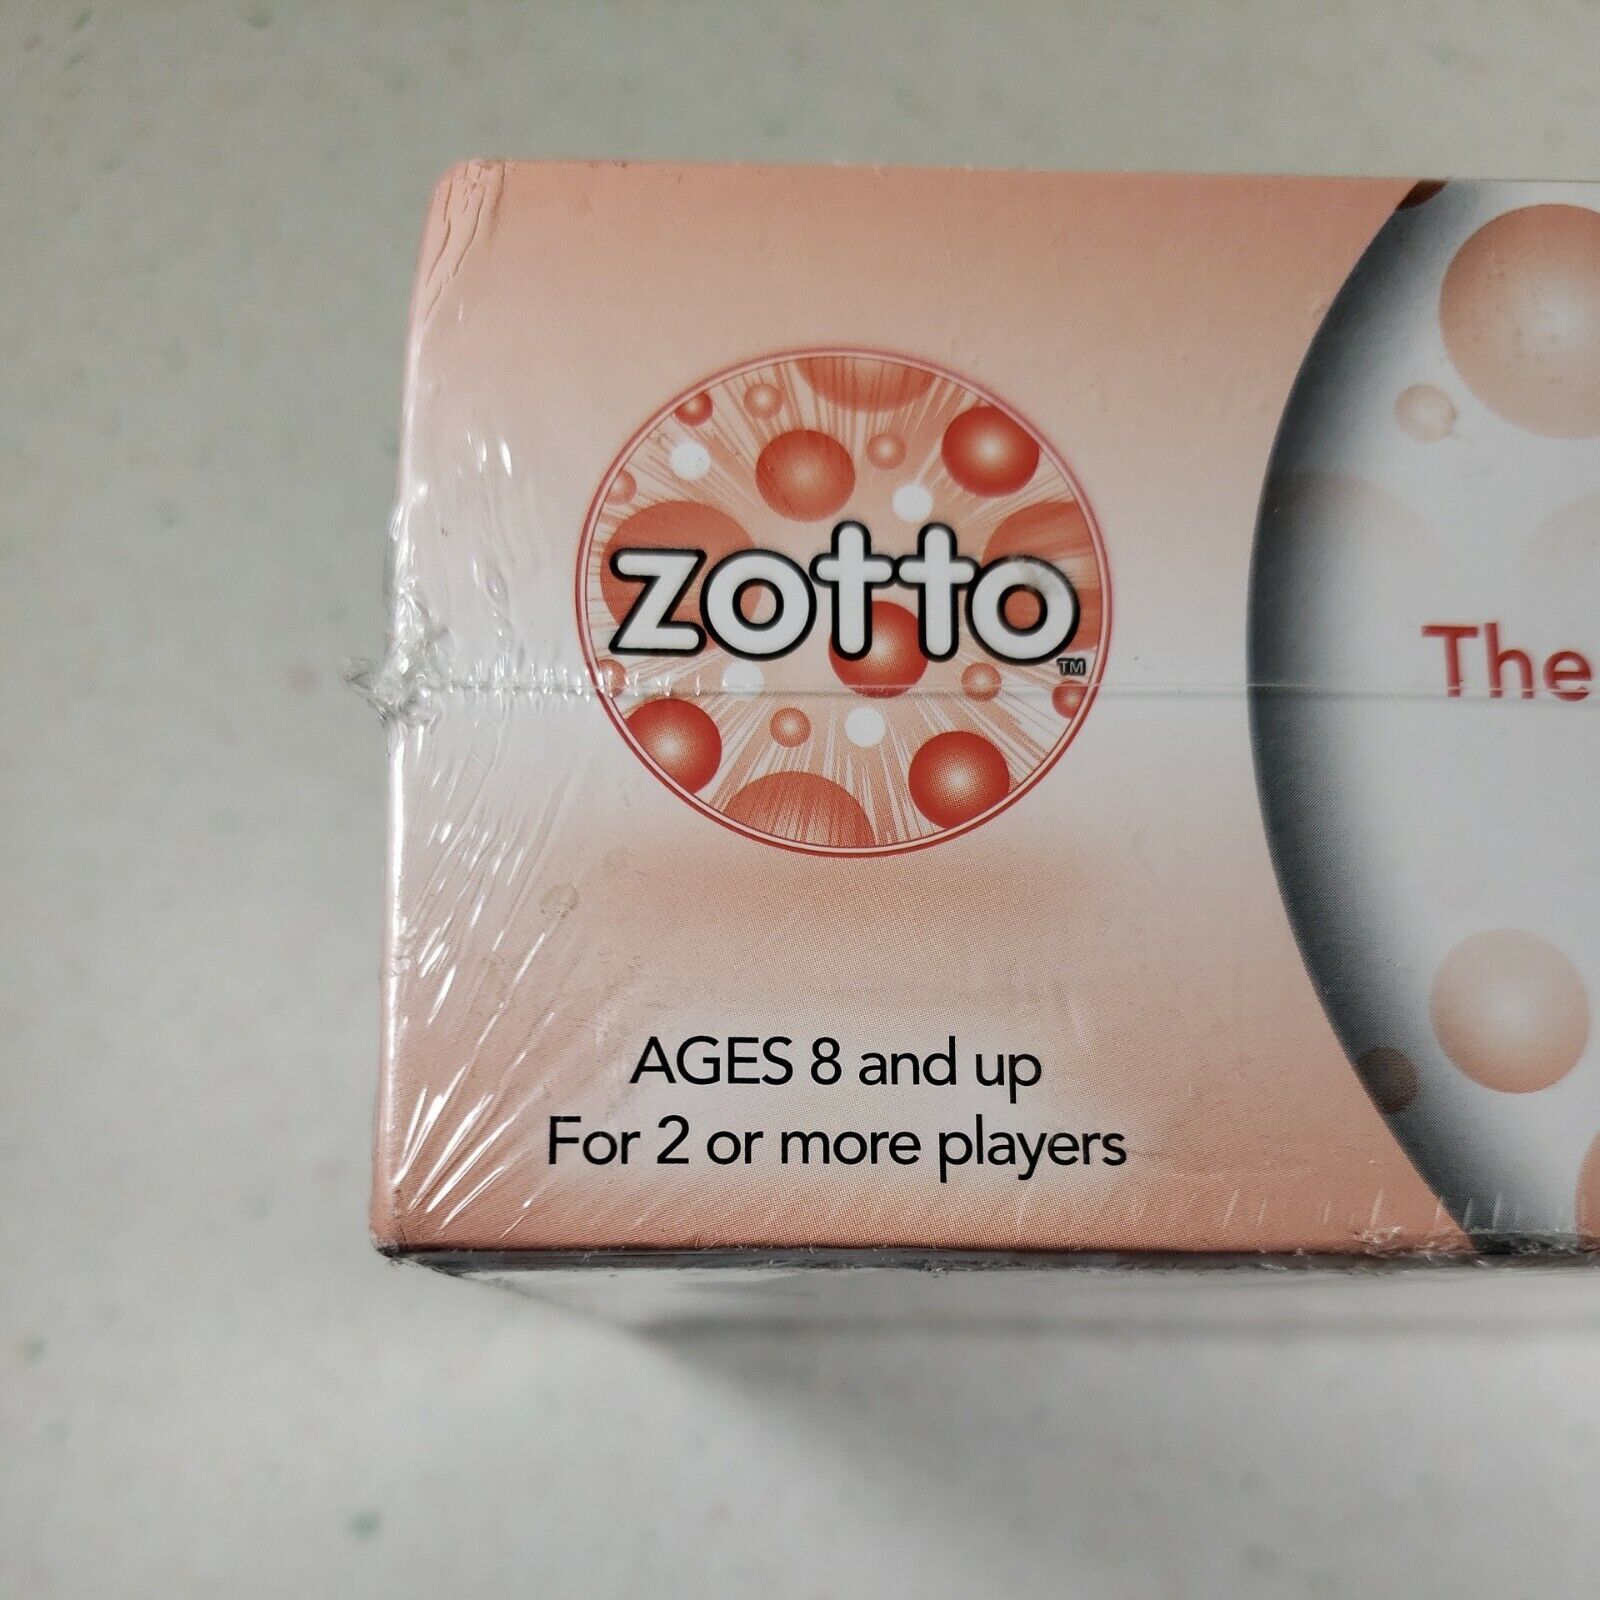 zotto
TM
The
AGES 8 and up
For 2 or more players